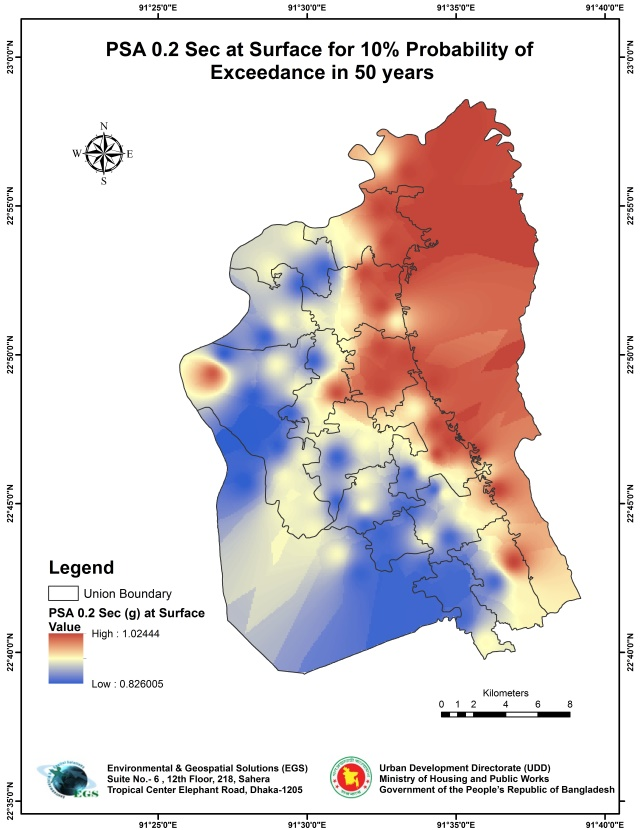 91°25'0"E 91°30'0"E 91°35'0"E 91°40'0"E
PSA 0.2 Sec at Surface for 10% Probability of
Exceedance in 50 years
23°0'0"N 23°0'0"N
N
W E
S
22°55'0"N 22°55'0"N
22°50'0"N 22°50'0"N
22°45'0"N 22°45'0"N
Legend
Union Boundary
PSA 0.2 Sec (g) at Surface
Value
High : 1.02444
Low : 0.826005
22°40'0"N 22°40'0"N
Kilometers
0 1 2 4 6 8
Environmental & Geospatial Solutions (EGS)
Suite No.- 6 , 12th Floor, 218, Sahera
Tropical Center Elephant Road, Dhaka-1205
EGS
Urban Development Directorate (UDD)
Ministry of Housing and Public Works
Government of the People's Republic of Bangladesh
22°35'0"N 22°35'0"N
91°25'0"E 91°30'0"E 91°35'0"E 91°40'0"E